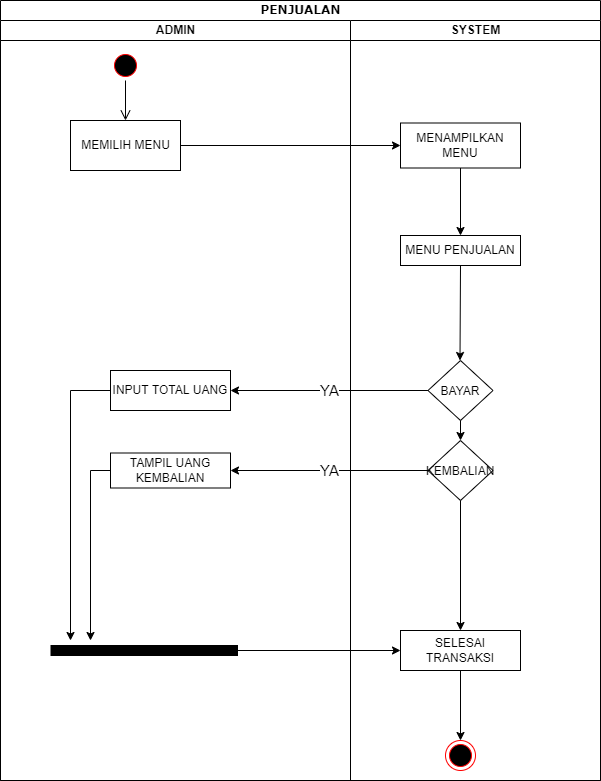 PENJUALAN
ADMIN
SYSTEM
MEMILIH MENU
MENAMPILKAN
MENU
MENU PENJUALAN
INPUT TOTAL UANG
YA
BAYAR
TAMPIL UANG
KEMBALIAN
YA
KEMBALIAN
SELESAI
TRANSAKSI